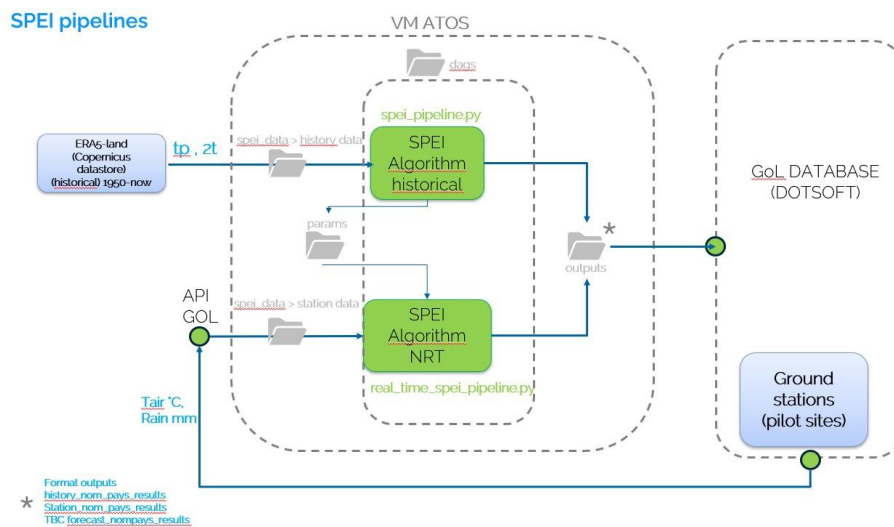 SPEI pipelines
VM ATOS
dags
spei_pipeline.py
ERA5-land
(Copernicus
datastore)
(historical) 1950-now
tp , 2t
spei_data > history data
SPEI
Algorithm
historical
GoL DATABASE
(DOTSOFT)
params
*
outputs
API
GOL
spei_data > station data
SPEI
Algorithm
NRT
real_time_spei_pipeline.py
Tair °C,
Rain mm
Ground
stations
(pilot sites)
*
Format outputs
history_nom_pays_results
Station_nom_pays_results
TBC forecast_nompays_results